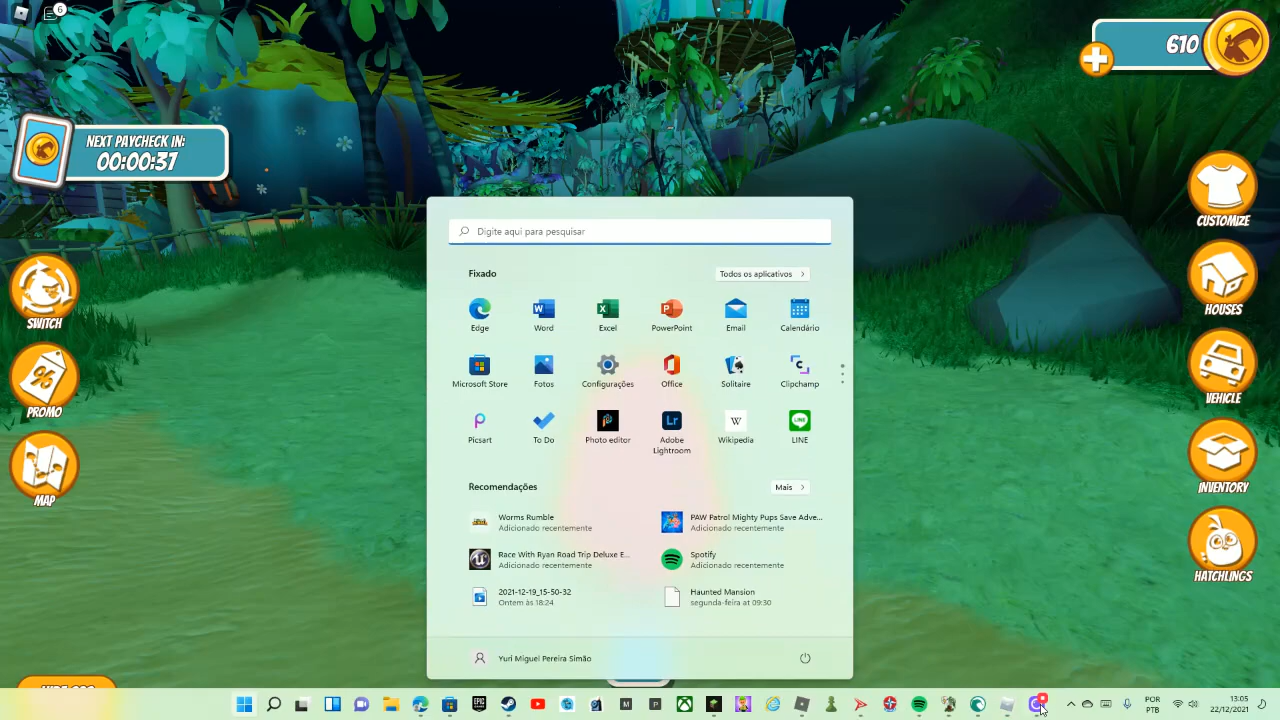 6
610
NEXT PAYCHECK IN:
00:00:37
CUSTOMIZE
SWITCH
HOUSES
PROMO
VEHICLE
MAP
INVENTORY
HATCHLINGS
Digite aqui para pesquisar
Fixado
Todos os aplicativos
Edge
Word
Excel
PowerPoint
Email
Calendário
Microsoft Store
Fotos
Configurações
Office
Solitaire
Clipchamp
Picsart
To Do
Photo editor
Adobe Lightroom
Wikipedia
LINE
Recomendações
Mais
Worms Rumble
Adicionado recentemente
PAW Patrol Mighty Pups Save Adve...
Adicionado recentemente
Race With Ryan Road Trip Deluxe E...
Adicionado recentemente
Spotify
Adicionado recentemente
2021-12-19_15-50-32
Ontem às 18:24
Haunted Mansion
segunda-feira at 09:30
Yuri Miguel Pereira Simão
POR
PTB
13:05
22/12/2021